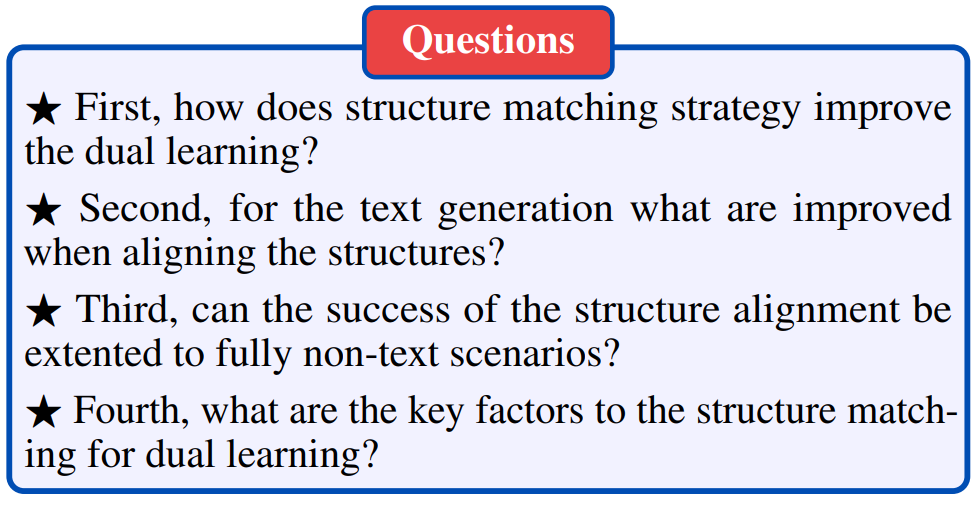 Questions
★ First, how does structure matching strategy improve
the dual learning?
★ Second, for the text generation what are improved
when aligning the structures?
★ Third, can the success of the structure alignment be
extented to fully non-text scenarios?
★ Fourth, what are the key factors to the structure match-
ing for dual learning?